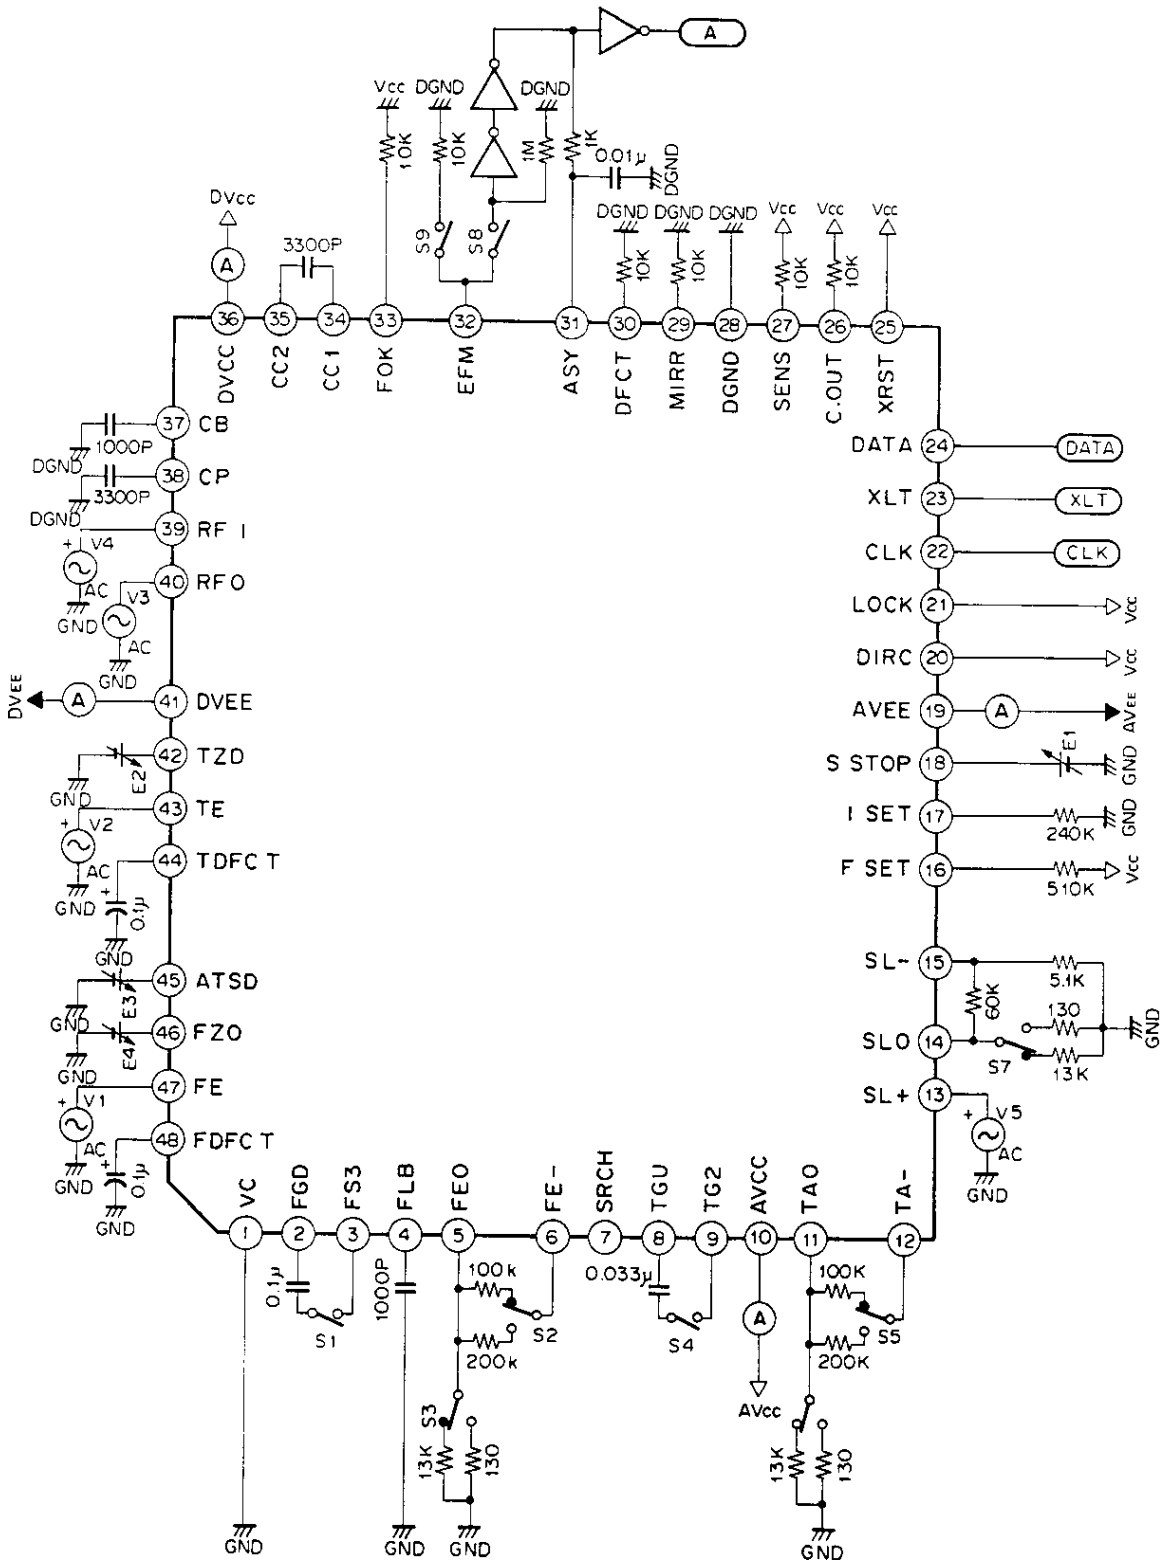 A
Vcc
DGND
DGND
10K
10K
1M
1K
0.01μ
DGND
DVcc
A
3300P
S9
S8
DGND
DGND
DGND
Vcc
Vcc
Vcc
10K
10K
10K
10K
36
35
34
33
32
31
30
29
28
27
26
25
DVCC
CC2
CC1
FOK
EFM
ASY
DFCT
MIRR
DGND
SENS
C.OUT
XRST
37
CB
1000P
DGND
38
CP
3300P
DGND
39
RF I
+
V4
AC
GND
40
RFO
V3
AC
GND
DVEE
A
41
DVEE
42
TZD
E2
GND
43
TE
+
V2
AC
GND
44
TDFCT
+
0.1μ
GND
45
ATSD
E3
GND
46
FZO
E4
GND
47
FE
+
V1
AC
GND
48
FDFCT
+
0.1μ
GND
DATA
24
DATA
XLT
23
XLT
CLK
22
CLK
LOCK
21
Vcc
DIRC
20
Vcc
AVEE
19
A
AVEE
S STOP
18
E1
GND
I SET
17
240K
GND
F SET
16
510K
Vcc
SL-
15
5.1K
60K
130
GND
SLO
14
S7
13K
SL+
13
+
V5
AC
GND
VC
FGD
FS3
FLB
FEO
FE-
SRCH
TGU
TG2
AVCC
TAO
TA-
1
2
3
4
5
6
7
8
9
10
11
12
0.1μ
S1
1000P
100k
S2
200k
0.033μ
S4
A
AVcc
100K
S5
200K
S3
13K
130
13K
130
GND
GND
GND
GND